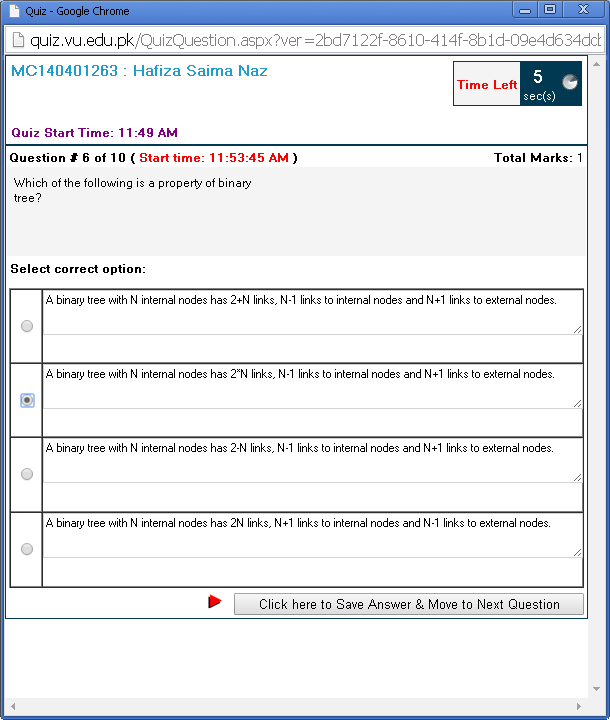 Quiz - Google Chrome
quiz.vu.edu.pk/QuizQuestion.aspx?ver=2bd7122f-8610-414f-8b1d-09e4d634dcb
MC140401263 : Hafiza Saima Naz
Time Left 5 sec(s)
Quiz Start Time: 11:49 AM
Question # 6 of 10 ( Start time: 11:53:45 AM ) Total Marks: 1
Which of the following is a property of binary
tree?
Select correct option:
A binary tree with N internal nodes has 2+N links, N-1 links to internal nodes and N+1 links to external nodes.
A binary tree with N internal nodes has 2*N links, N-1 links to internal nodes and N+1 links to external nodes.
A binary tree with N internal nodes has 2-N links, N-1 links to internal nodes and N+1 links to external nodes.
A binary tree with N internal nodes has 2N links, N+1 links to internal nodes and N-1 links to external nodes.
Click here to Save Answer & Move to Next Question